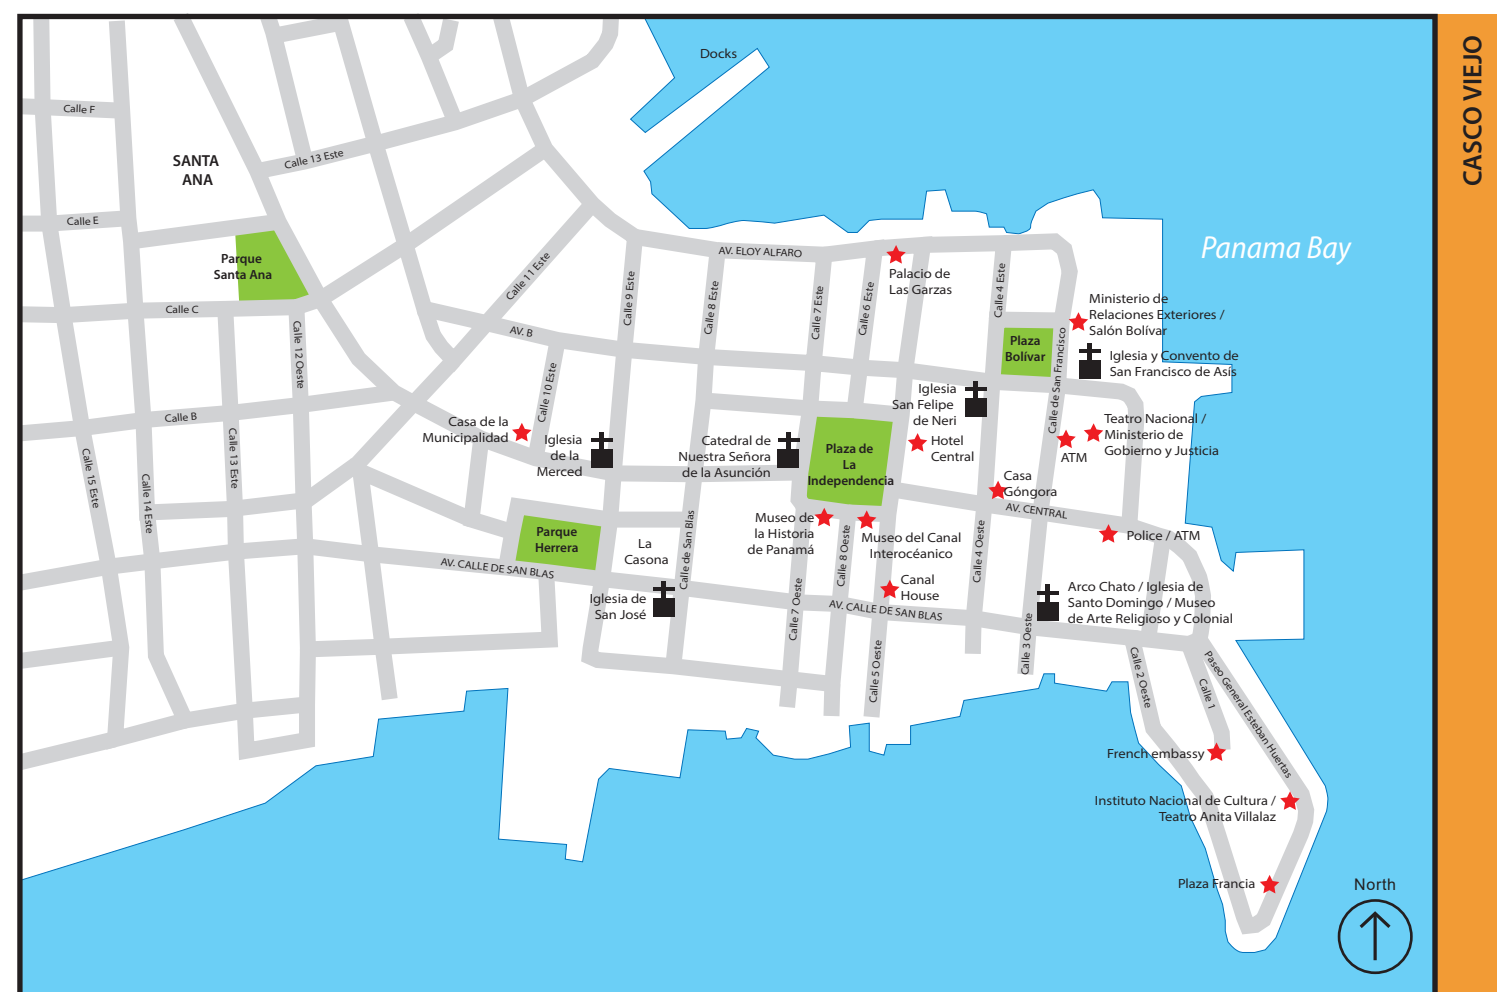 CASCO VIEJO
Docks
Calle F
SANTA
ANA
Calle 13 Este
Calle E
Parque
Santa Ana
Calle C
Calle 11 Este
AV. ELOY ALFARO
Panama Bay
Palacio de
Las Garzas
Calle 9 Este
Calle 8 Este
Calle 7 Este
Calle 6 Este
Calle 4 Este
Ministerio de
Relaciones Exteriores /
Salón Bolívar
Plaza
Bolívar
Calle de San Francisco
Iglesia y Convento de
San Francisco de Asís
Calle 12 Oeste
AV. B
Calle 10 Este
Calle B
Casa de la
Municipalidad
Iglesia
de la
Merced
Catedral de
Nuestra Señora
de la Asunción
Iglesia
San Felipe
de Neri
Plaza de
La
Independencia
Hotel
Central
ATM
Teatro Nacional /
Ministerio de
Gobierno y Justicia
Calle 15 Este
Calle 14 Este
Calle 13 Este
Casa
Góngora
AV. CENTRAL
Police / ATM
Parque
Herrera
La
Casona
Calle de San Blas
Museo de
la Historia
de Panamá
Calle 8 Oeste
Museo del Canal
Interocéanico
Calle 4 Oeste
AV. CALLE DE SAN BLAS
Iglesia de
San José
Calle 7 Oeste
Canal
House
AV. CALLE DE SAN BLAS
Arco Chato / Iglesia de
Santo Domingo / Museo
de Arte Religioso y Colonial
Calle 5 Oeste
Calle 3 Oeste
Calle 2 Oeste
Calle 1
Paseo General Esteban Huertas
French embassy
Instituto Nacional de Cultura /
Teatro Anita Villalaz
Plaza Francia
North